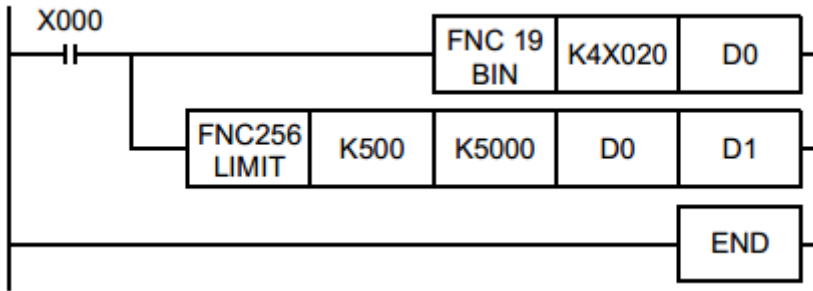 X000
FNC 19
BIN
K4X020
D0
FNC256
LIMIT
K500
K5000
D0
D1
END